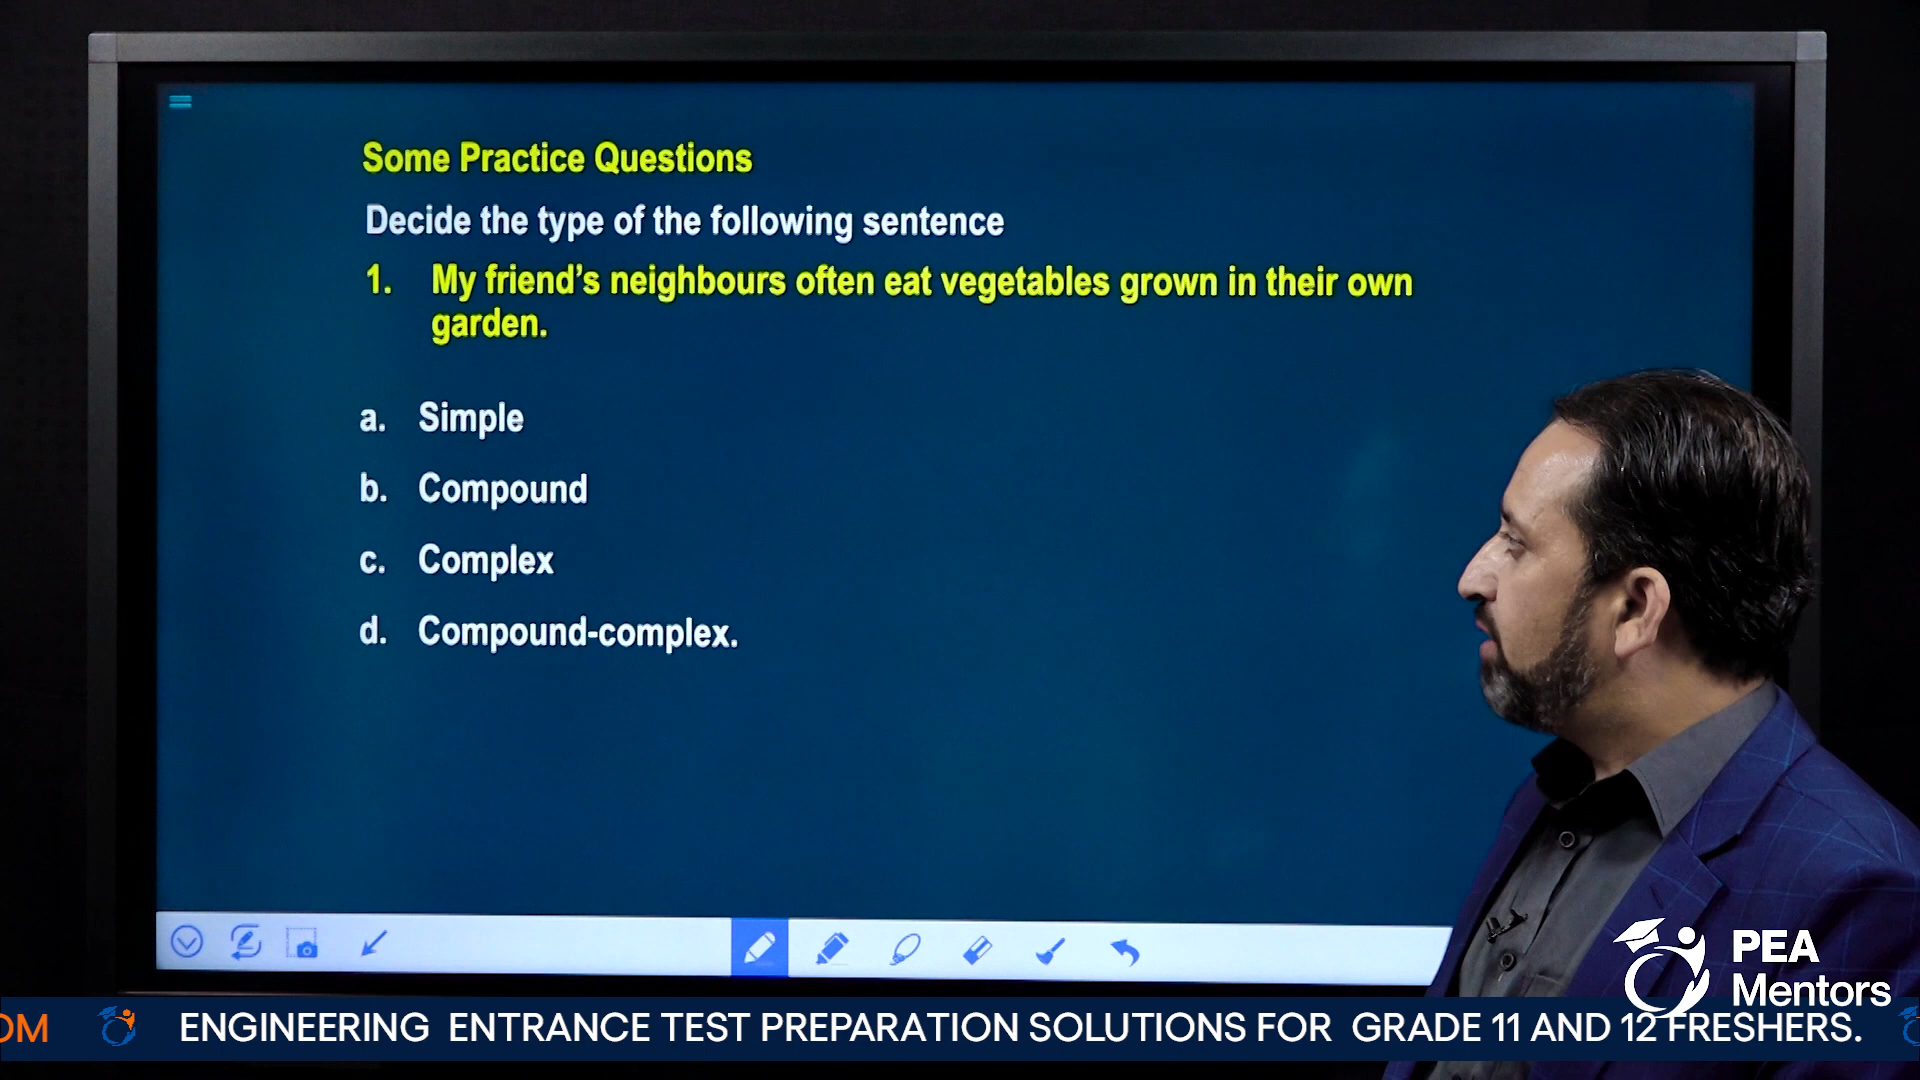 Some Practice Questions
Decide the type of the following sentence
1. My friend’s neighbours often eat vegetables grown in their own
garden.
a. Simple
b. Compound
c. Complex
d. Compound-complex.
PEA
Mentors
OM ENGINEERING ENTRANCE TEST PREPARATION SOLUTIONS FOR GRADE 11 AND 12 FRESHERS.